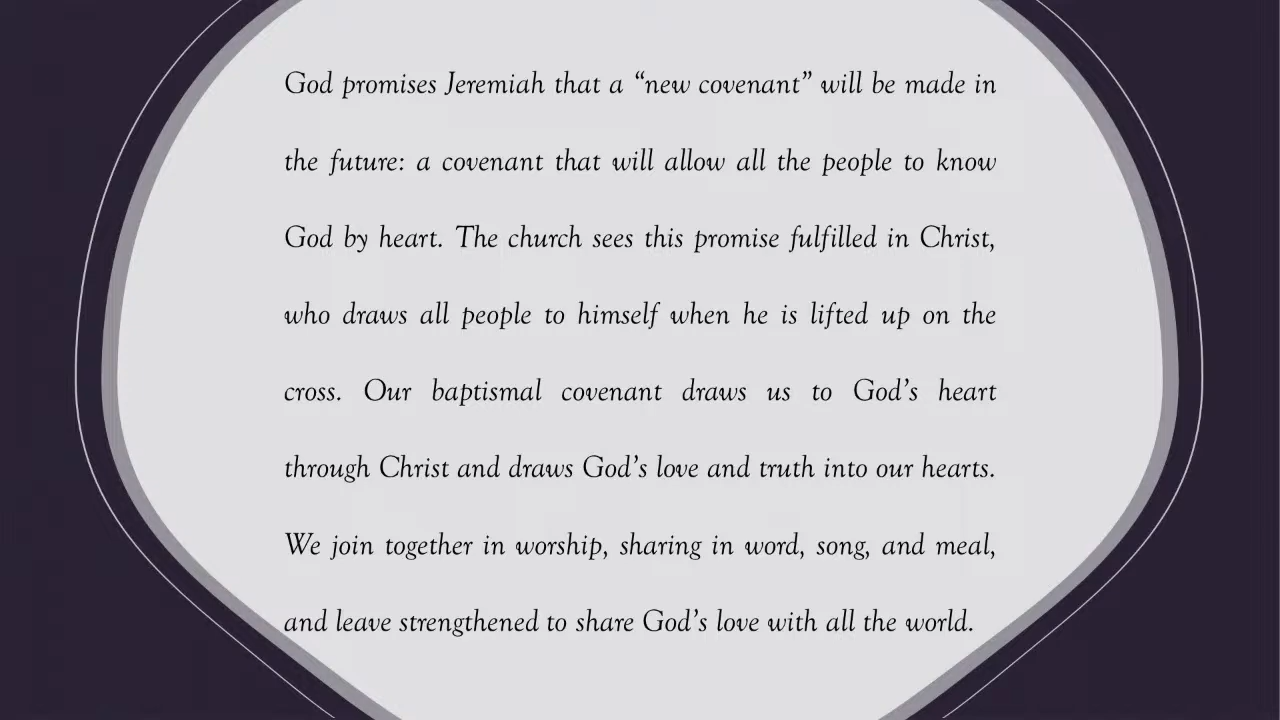 God promises Jeremiah that a “new covenant” will be made in
the future: a covenant that will allow all the people to know
God by heart. The church sees this promise fulfilled in Christ,
who draws all people to himself when he is lifted up on the
cross. Our baptismal covenant draws us to God’s heart
through Christ and draws God’s love and truth into our hearts.
We join together in worship, sharing in word, song, and meal,
and leave strengthened to share God’s love with all the world.